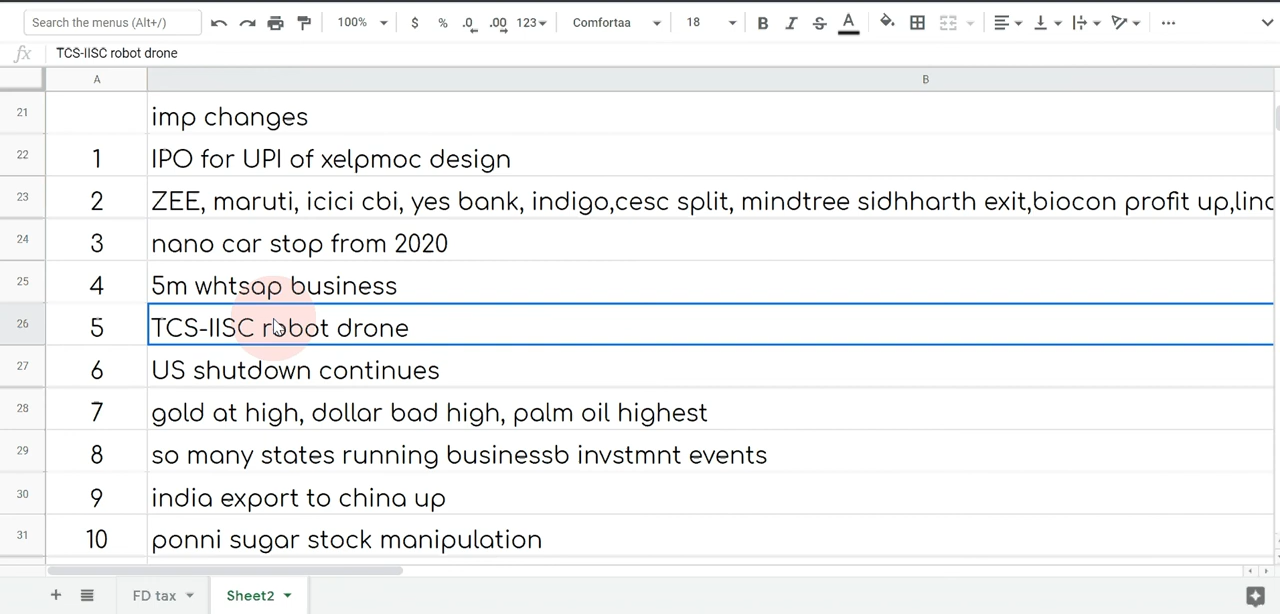 Search the menus (Alt+/) 100% $ % .0 .00 123 Comfortaa 18 B I S A ...
fx TCS-IISC robot drone
A B
21 imp changes
22 1 IPO for UPI of xelpmoc design
23 2 ZEE, maruti, icici cbi, yes bank, indigo,cesc split, mindtree sidhharth exit,biocon profit up,
24 3 nano car stop from 2020
25 4 5m whtsap business
26 5 TCS-IISC robot drone
27 6 US shutdown continues
28 7 gold at high, dollar bad high, palm oil highest
29 8 so many states running businessb invstmnt events
30 9 india export to china up
31 10 ponni sugar stock manipulation
+ FD tax Sheet2